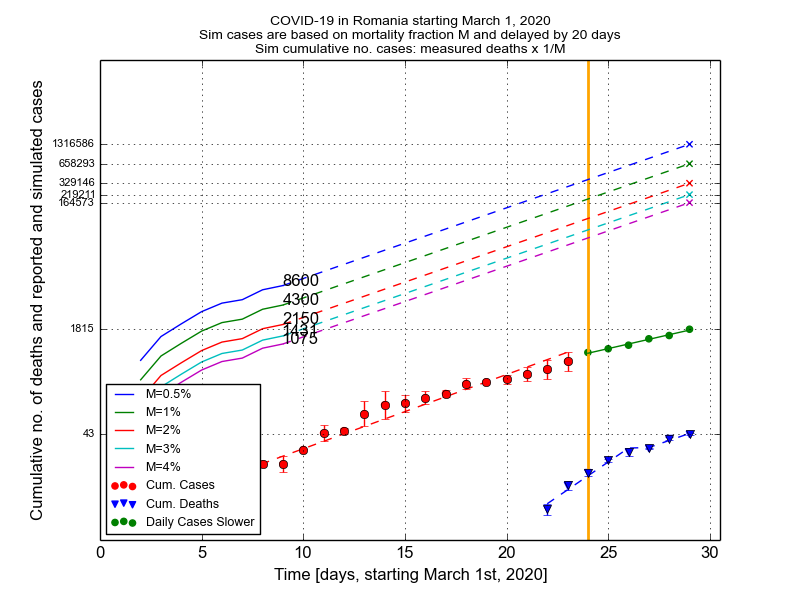 COVID-19 in Romania starting March 1, 2020
Sim cases are based on mortality fraction M and delayed by 20 days
Sim cumulative no. cases: measured deaths x 1/M
Cumulative no. of deaths and reported and simulated cases
1316586
658293
329146
219211
164573
1815
43
8600
4300
2150
1431
1075
M=0.5%
M=1%
M=2%
M=3%
M=4%
Cum. Cases
Cum. Deaths
Daily Cases Slower
0 5 10 15 20 25 30
Time [days, starting March 1st, 2020]